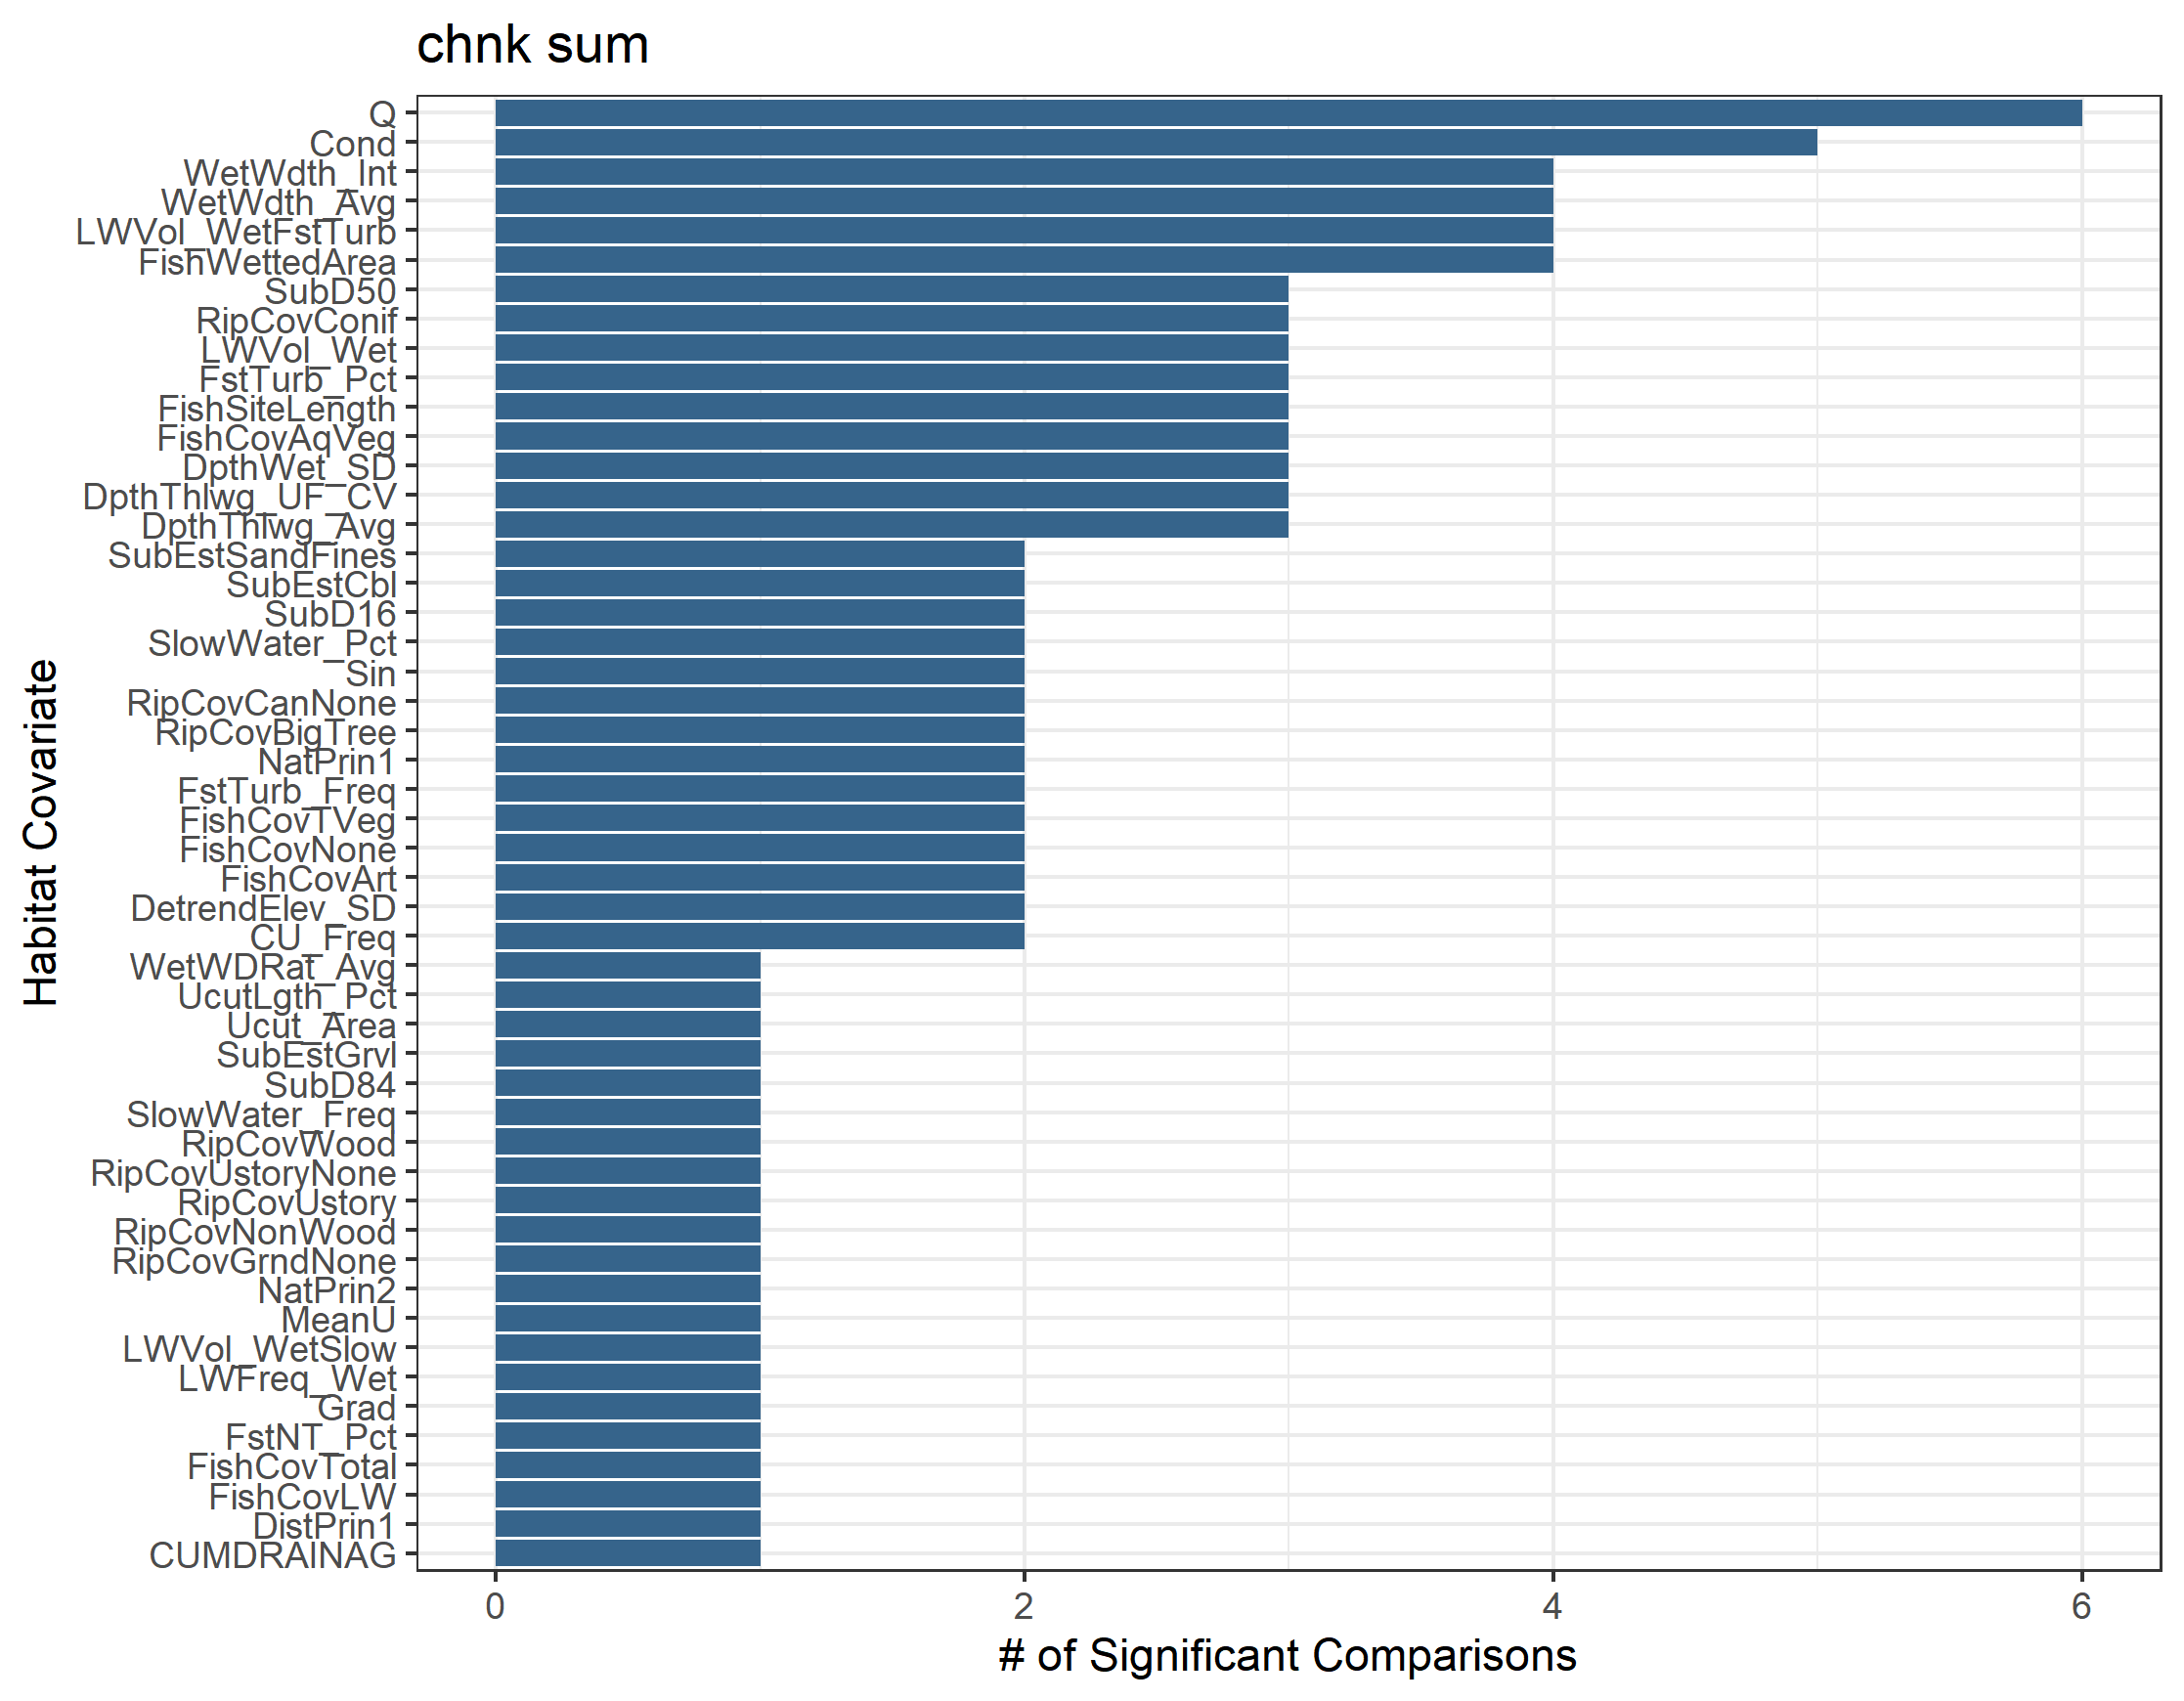 chnk sum
Habitat Covariate
Q
Cond
WetWdth_Int
WetWdth_Avg
LWVol_WetFstTurb
FishWettedArea
SubD50
RipCovConif
LWVol_Wet
FstTurb_Pct
FishSiteLength
FishCovAqVeg
DpthWet_SD
DpthThlwg_UF_CV
DpthThlwg_Avg
SubEstSandFines
SubEstCbl
SubD16
SlowWater_Pct
Sin
RipCovCanNone
RipCovBigTree
NatPrin1
FstTurb_Freq
FishCovTVeg
FishCovNone
FishCovArt
DetrendElev_SD
CU_Freq
WetWDRat_Avg
UcutLgth_Pct
Ucut_Area
SubEstGrvl
SubD84
SlowWater_Freq
RipCovWood
RipCovUstoryNone
RipCovUstory
RipCovNonWood
RipCovGrndNone
NatPrin2
MeanU
LWVol_WetSlow
LWFreq_Wet
Grad
FstNT_Pct
FishCovTotal
FishCovLW
DistPrin1
CUMDRAINAG
0 2 4 6
# of Significant Comparisons